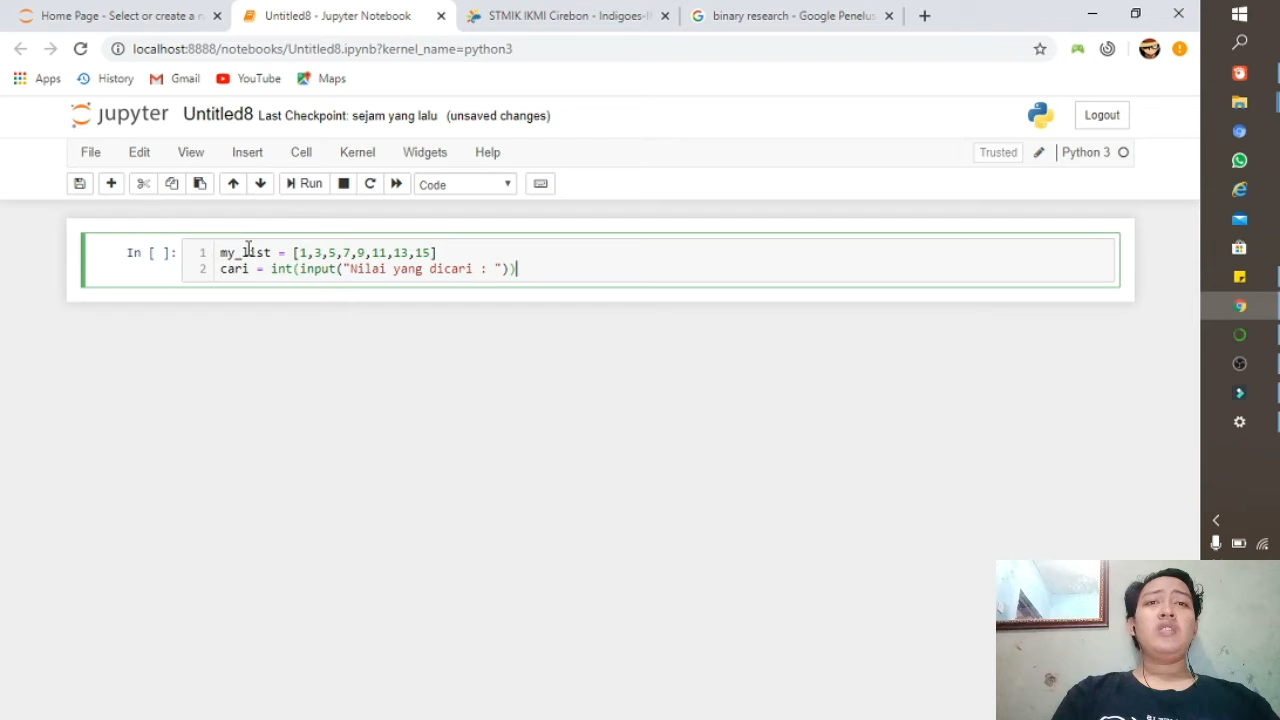 Home Page - Select or create a n
Untitled8 - Jupyter Notebook
STMIK IKMI Cirebon - Indigoes-I
binary research - Google Penelus
localhost:8888/notebooks/Untitled8.ipynb?kernel_name=python3
Apps
History
Gmail
YouTube
Maps
jupyter
Untitled8
Last Checkpoint: sejam yang lalu
(unsaved changes)
Logout
File
Edit
View
Insert
Cell
Kernel
Widgets
Help
Trusted
Python 3
Run
Code
In [ ]:
1 my_list = [1,3,5,7,9,11,13,15]
2 cari = int(input("Nilai yang dicari : "))